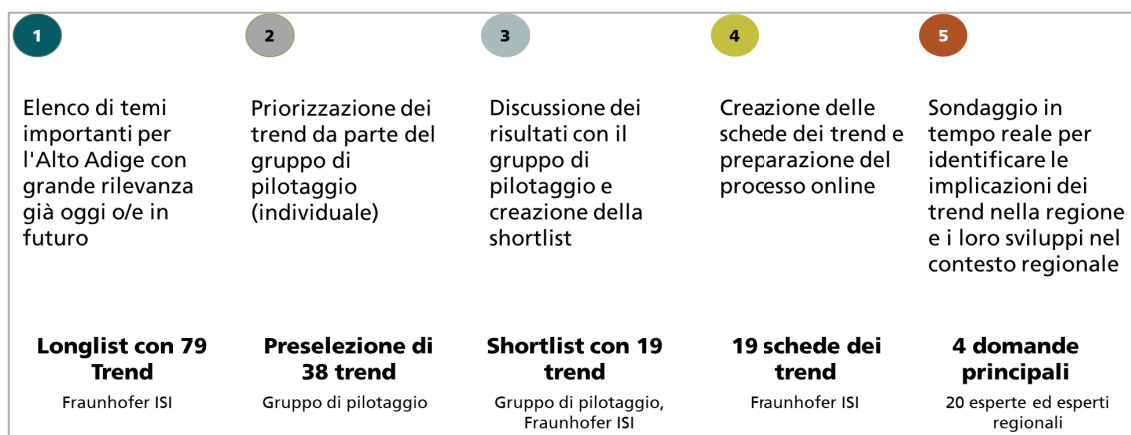 1
Elenco di temi
importanti per
l'Alto Adige con
grande rilevanza
già oggi o/e in
futuro
Longlist con 79
Trend
Fraunhofer ISI
2
Priorizzazione dei
trend da parte del
gruppo di
pilotaggio
(individuale)
Preselezione di
38 trend
Gruppo di pilotaggio
3
Discussione dei
risultati con il
gruppo di
pilotaggio e
creazione della
shortlist
Shortlist con 19
trend
Gruppo di pilotaggio,
Fraunhofer ISI
4
Creazione delle
schede dei trend e
preparazione del
processo online
19 schede dei
trend
Fraunhofer ISI
5
Sondaggio in
tempo reale per
identificare le
implicazioni dei
trend nella regione
e i loro sviluppi nel
contesto regionale
4 domande
principali
20 esperte ed esperti
regionali